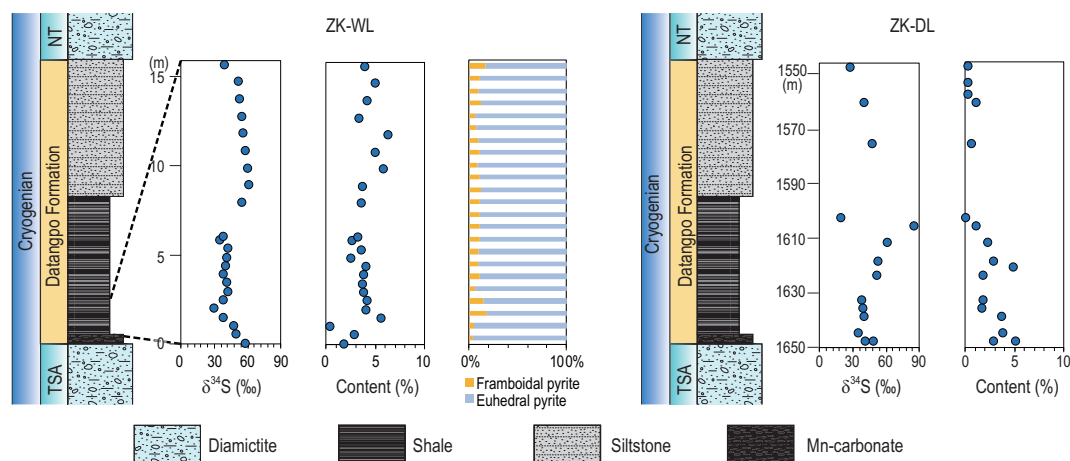 ZK-WL
ZK-DL
Cryogenian
NT
Datangpo Formation
TSA
(m)
15
10
5
0
0 30 60 90
δ³⁴S (‰)
0 5 10
Content (%)
0 100%
Framboidal pyrite
Euhedral pyrite
Cryogenian
NT
Datangpo Formation
TSA
1550
(m)
1570
1590
1610
1630
1650
0 30 60 90
δ³⁴S (‰)
0 5 10
Content (%)
Diamictite
Shale
Siltstone
Mn-carbonate